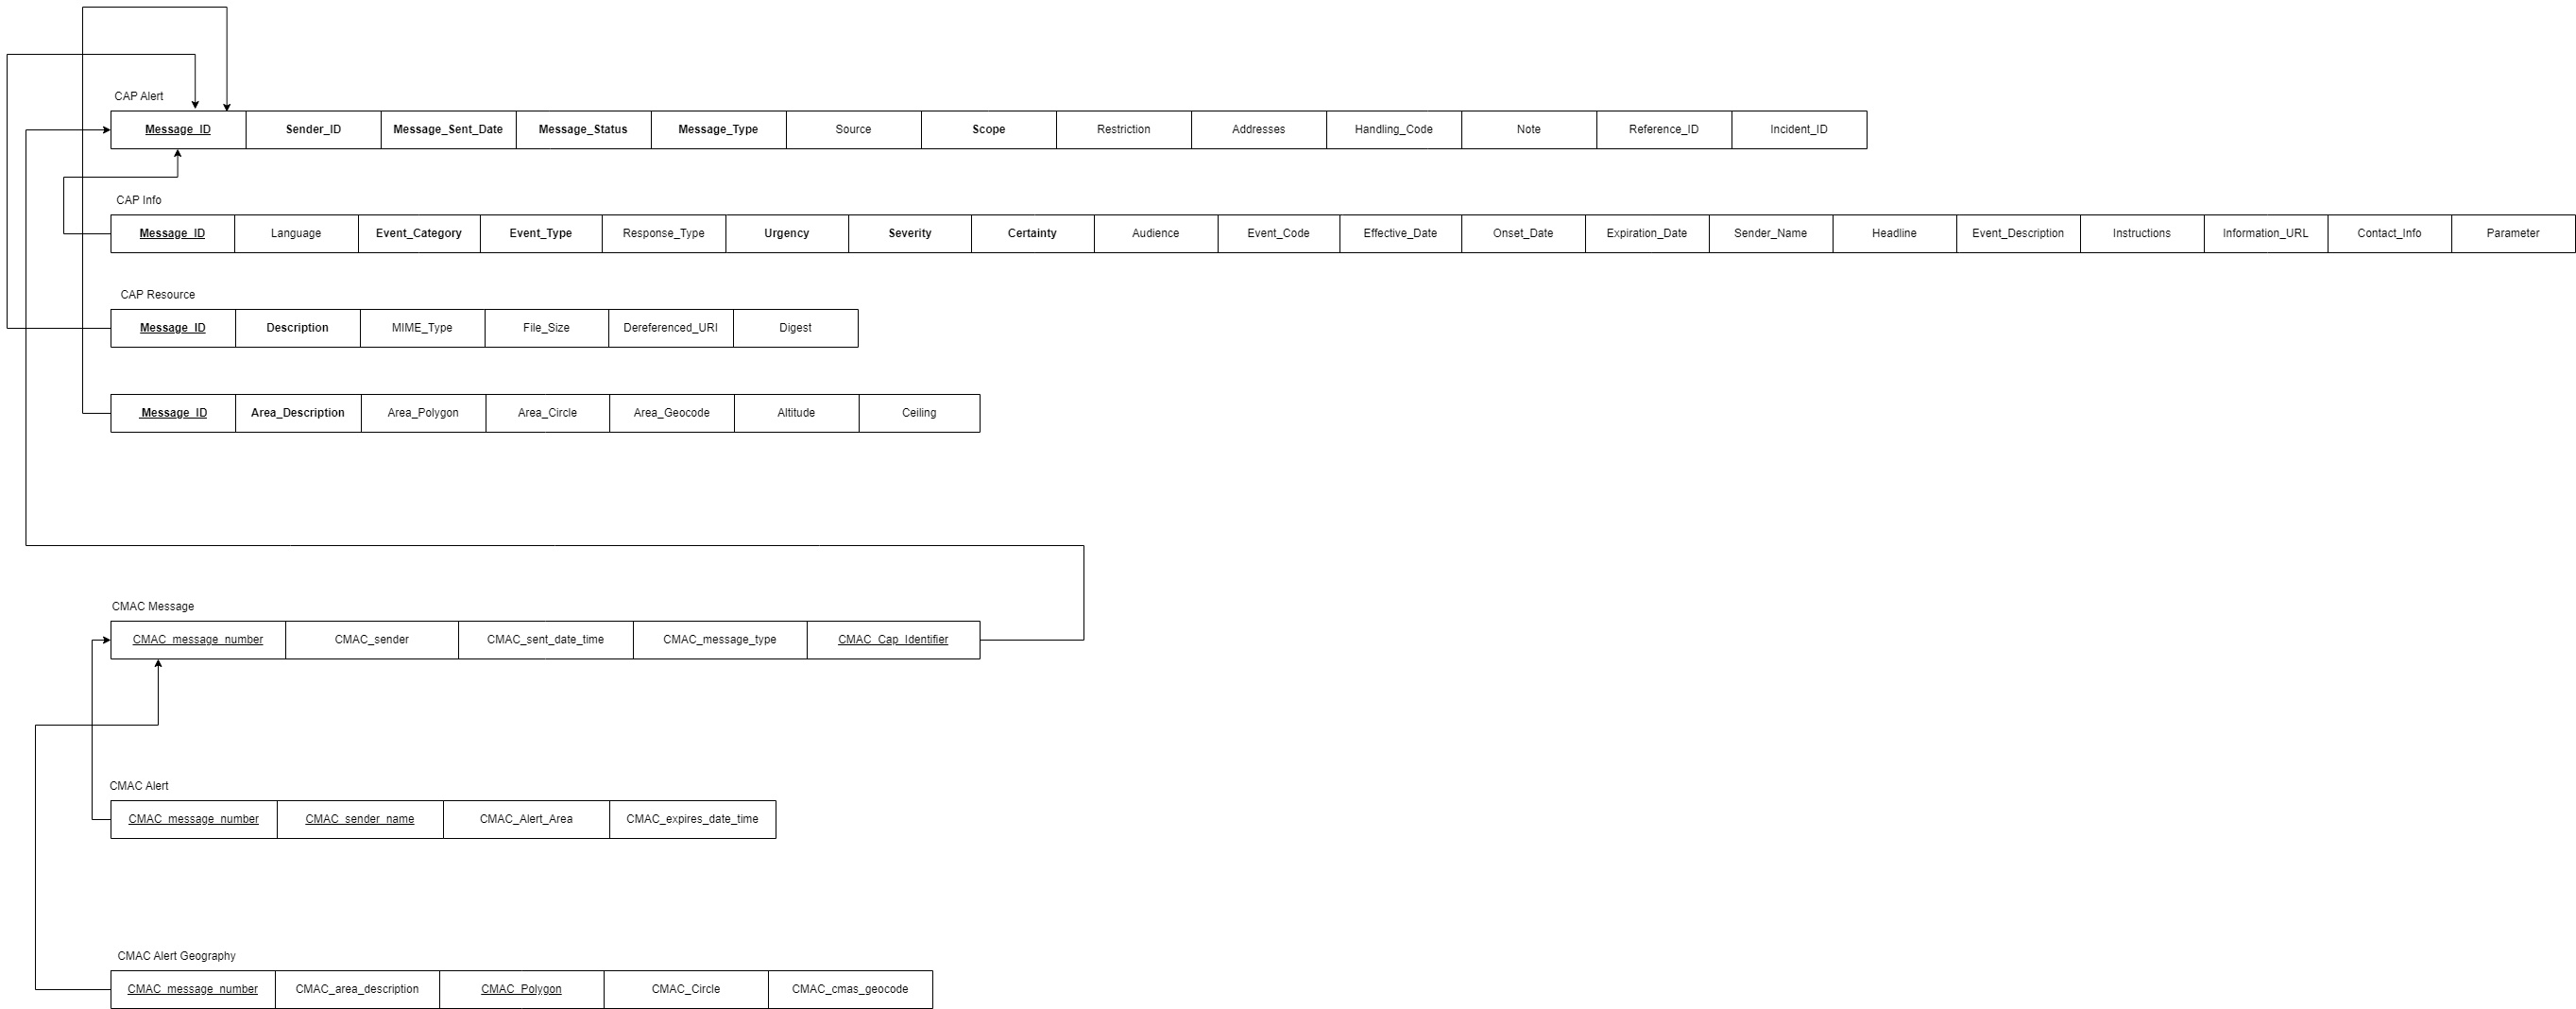 CAP Alert
Message_ID Sender_ID Message_Sent_Date Message_Status Message_Type Source Scope Restriction Addresses Handling_Code Note Reference_ID Incident_ID
CAP Info
Message_ID Language Event_Category Event_Type Response_Type Urgency Severity Certainty Audience Event_Code Effective_Date Onset_Date Expiration_Date Sender_Name Headline Event_Description Instructions Information_URL Contact_Info Parameter
CAP Resource
Message_ID Description MIME_Type File_Size Dereferenced_URI Digest
Message_ID Area_Description Area_Polygon Area_Circle Area_Geocode Altitude Ceiling
CMAC Message
CMAC_message_number CMAC_sender CMAC_sent_date_time CMAC_message_type CMAC_Cap_Identifier
CMAC Alert
CMAC_message_number CMAC_sender_name CMAC_Alert_Area CMAC_expires_date_time
CMAC Alert Geography
CMAC_message_number CMAC_area_description CMAC_Polygon CMAC_Circle CMAC_cmas_geocode